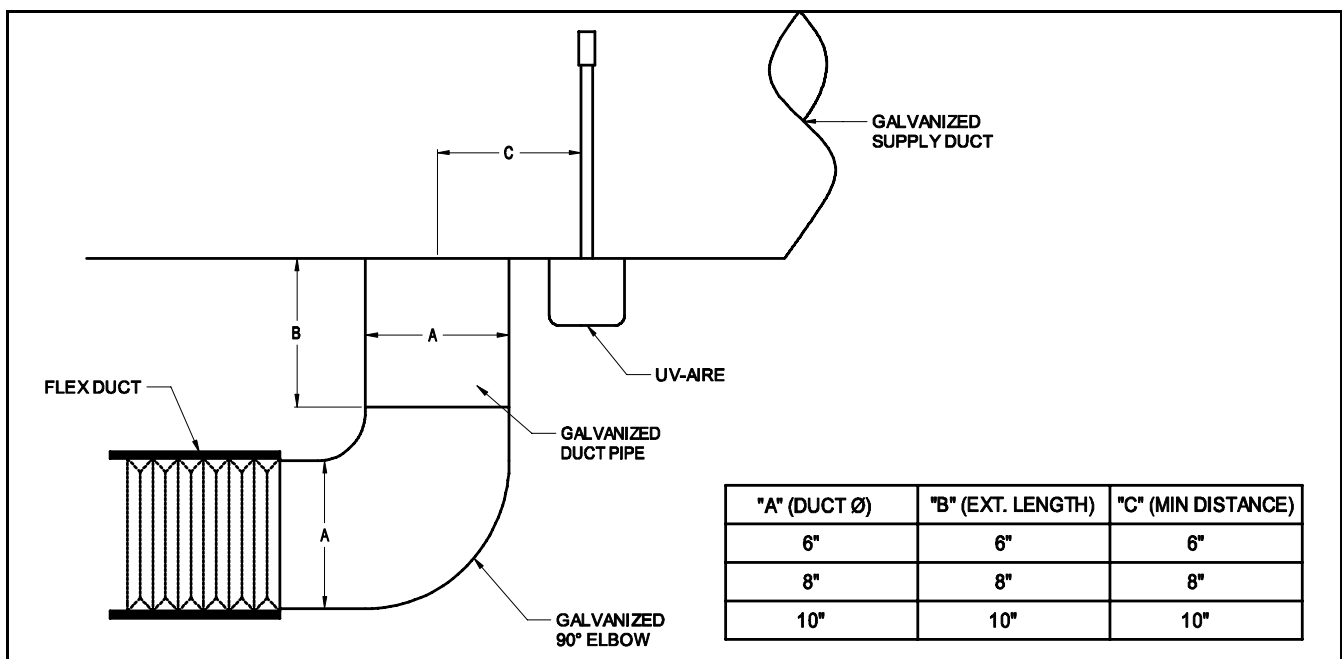 C
GALVANIZED
SUPPLY DUCT
B
A
UV-AIRE
FLEX DUCT
GALVANIZED
DUCT PIPE
A
GALVANIZED
90° ELBOW
"A" (DUCT Ø) "B" (EXT. LENGTH) "C" (MIN DISTANCE)
6" 6" 6"
8" 8" 8"
10" 10" 10"